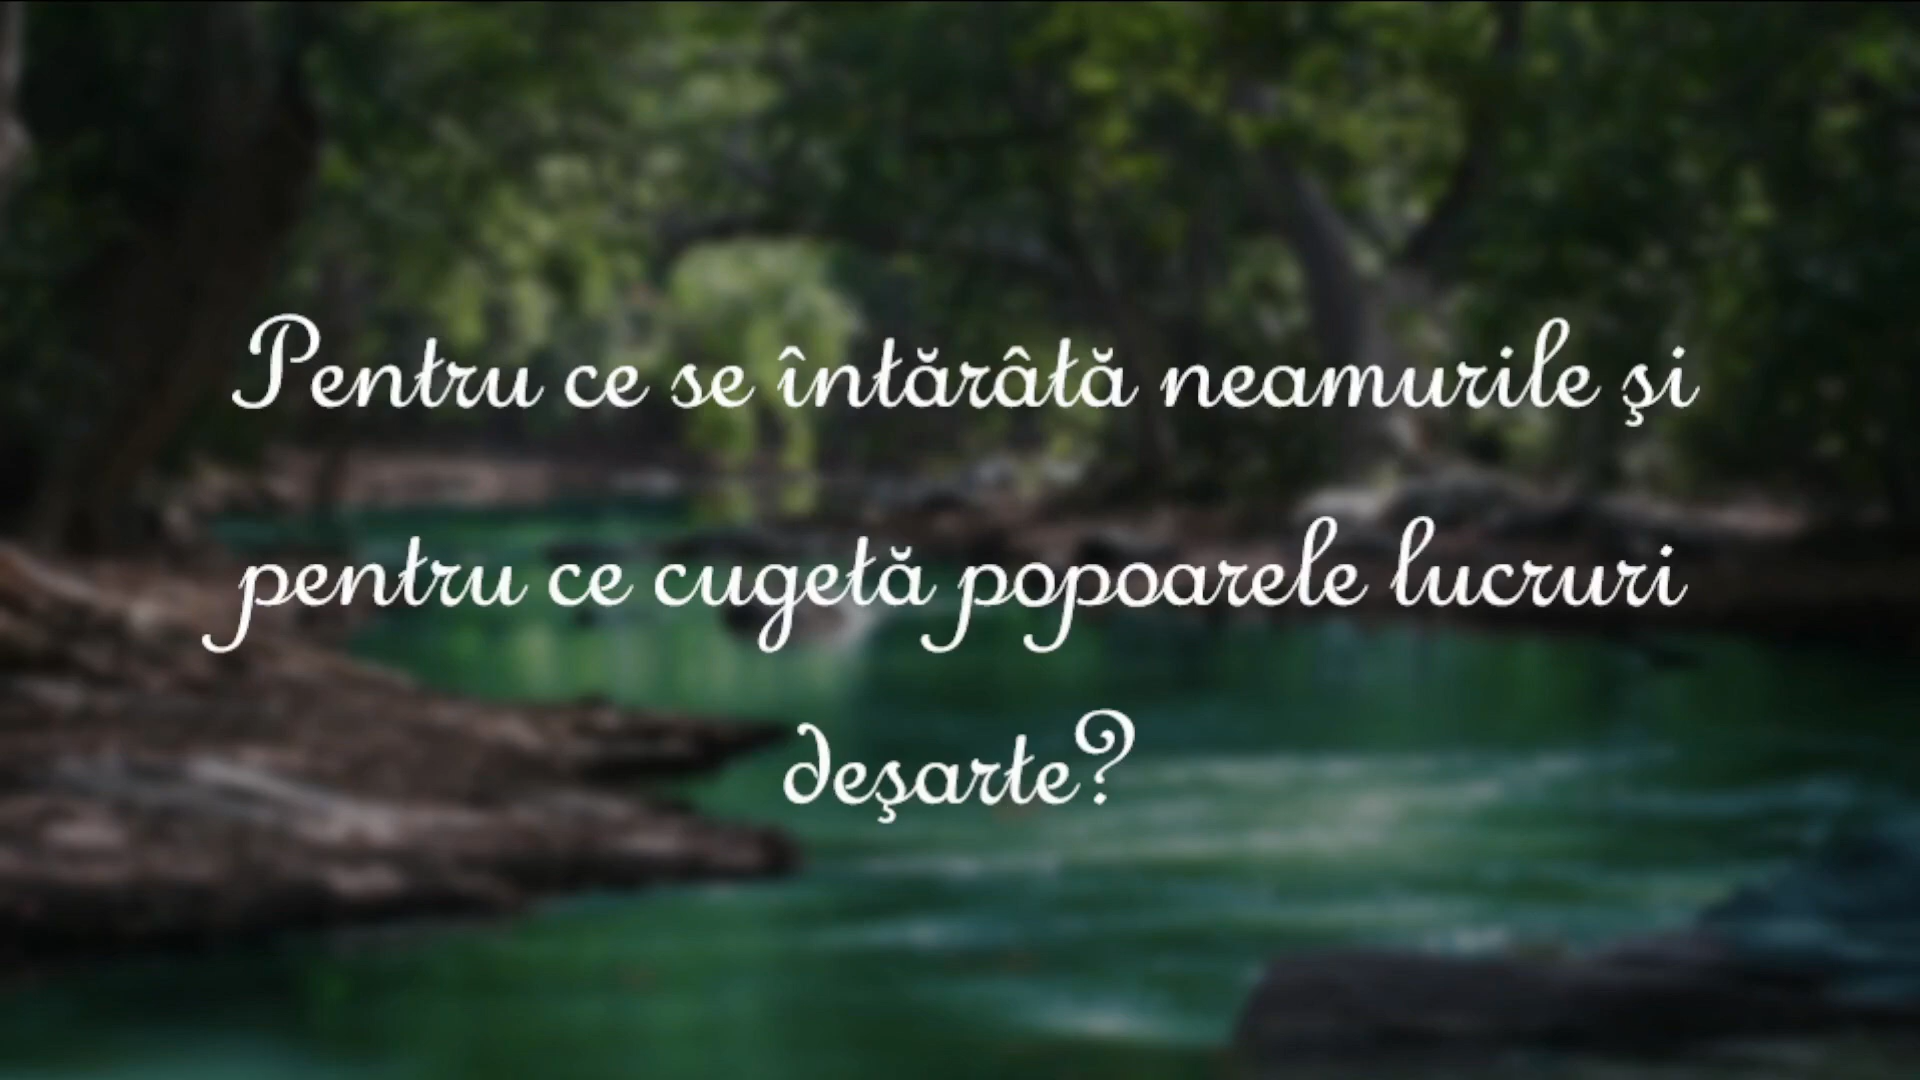 Pentru ce se întărâtă neamurile şi
pentru ce cugetă popoarele lucruri
deşarte?